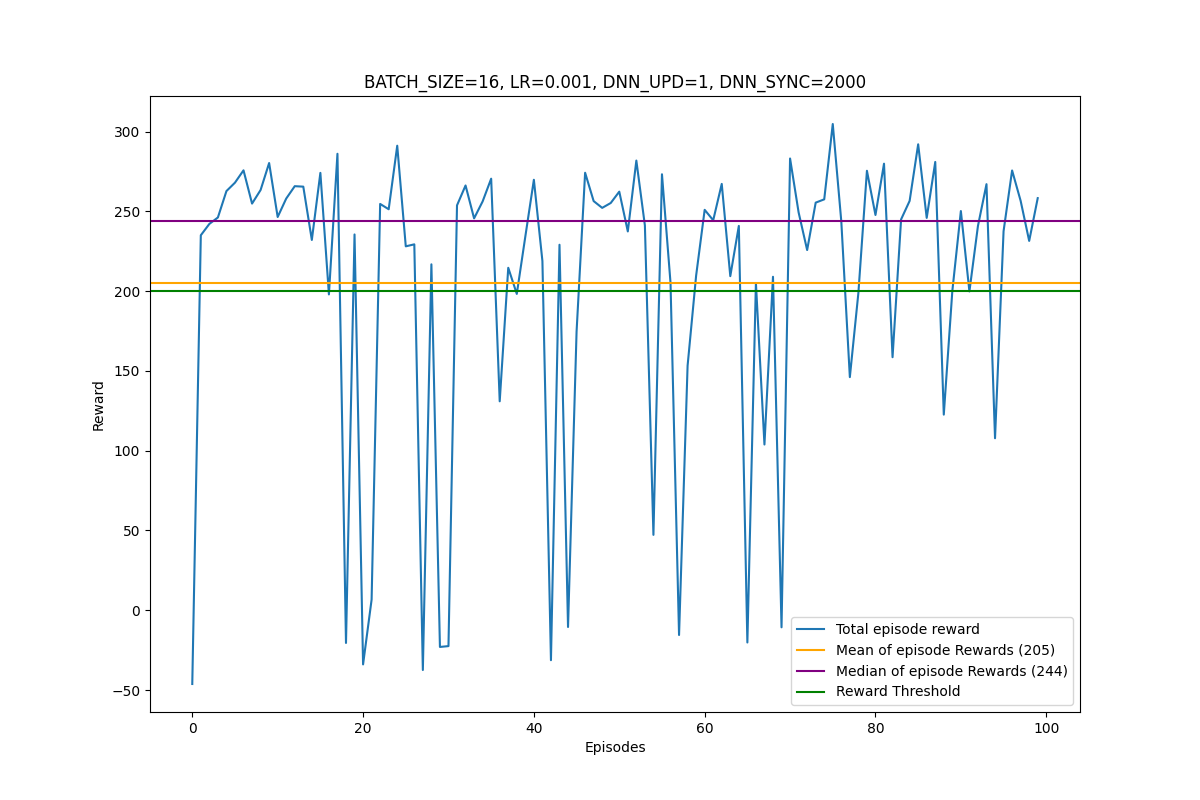 BATCH_SIZE=16, LR=0.001, DNN_UPD=1, DNN_SYNC=2000
300
250
200
150
100
50
0
−50
Reward
Total episode reward
Mean of episode Rewards (205)
Median of episode Rewards (244)
Reward Threshold
0 20 40 60 80 100
Episodes